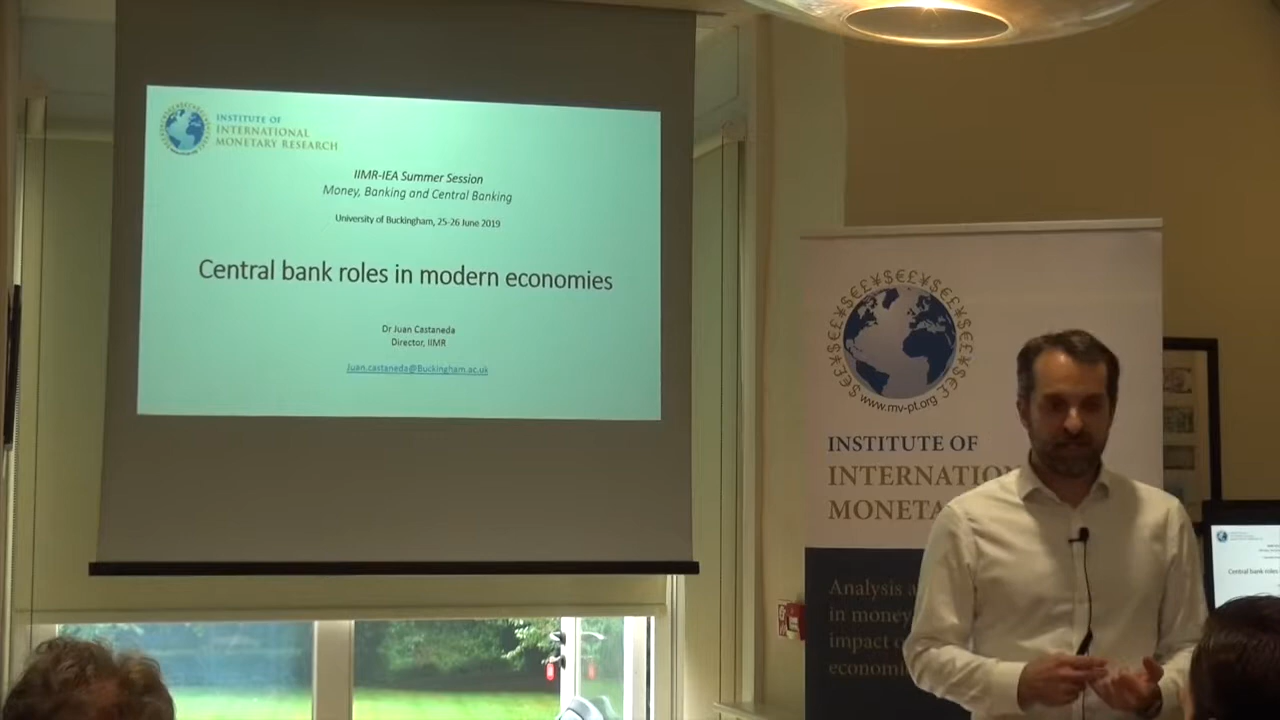 INSTITUTE OF
INTERNATIONAL
MONETARY RESEARCH
IIMR-IEA Summer Session
Money, Banking and Central Banking
University of Buckingham, 25-26 June 2019
Central bank roles in modern economies
Dr Juan Castaneda
Director, IIMR
Juan.castaneda@Buckingham.ac.uk
www.mv-pt.org
INSTITUTE OF
INTERNATIO
MONETA
Analysis a
in money
impact o
economi
Central bank roles